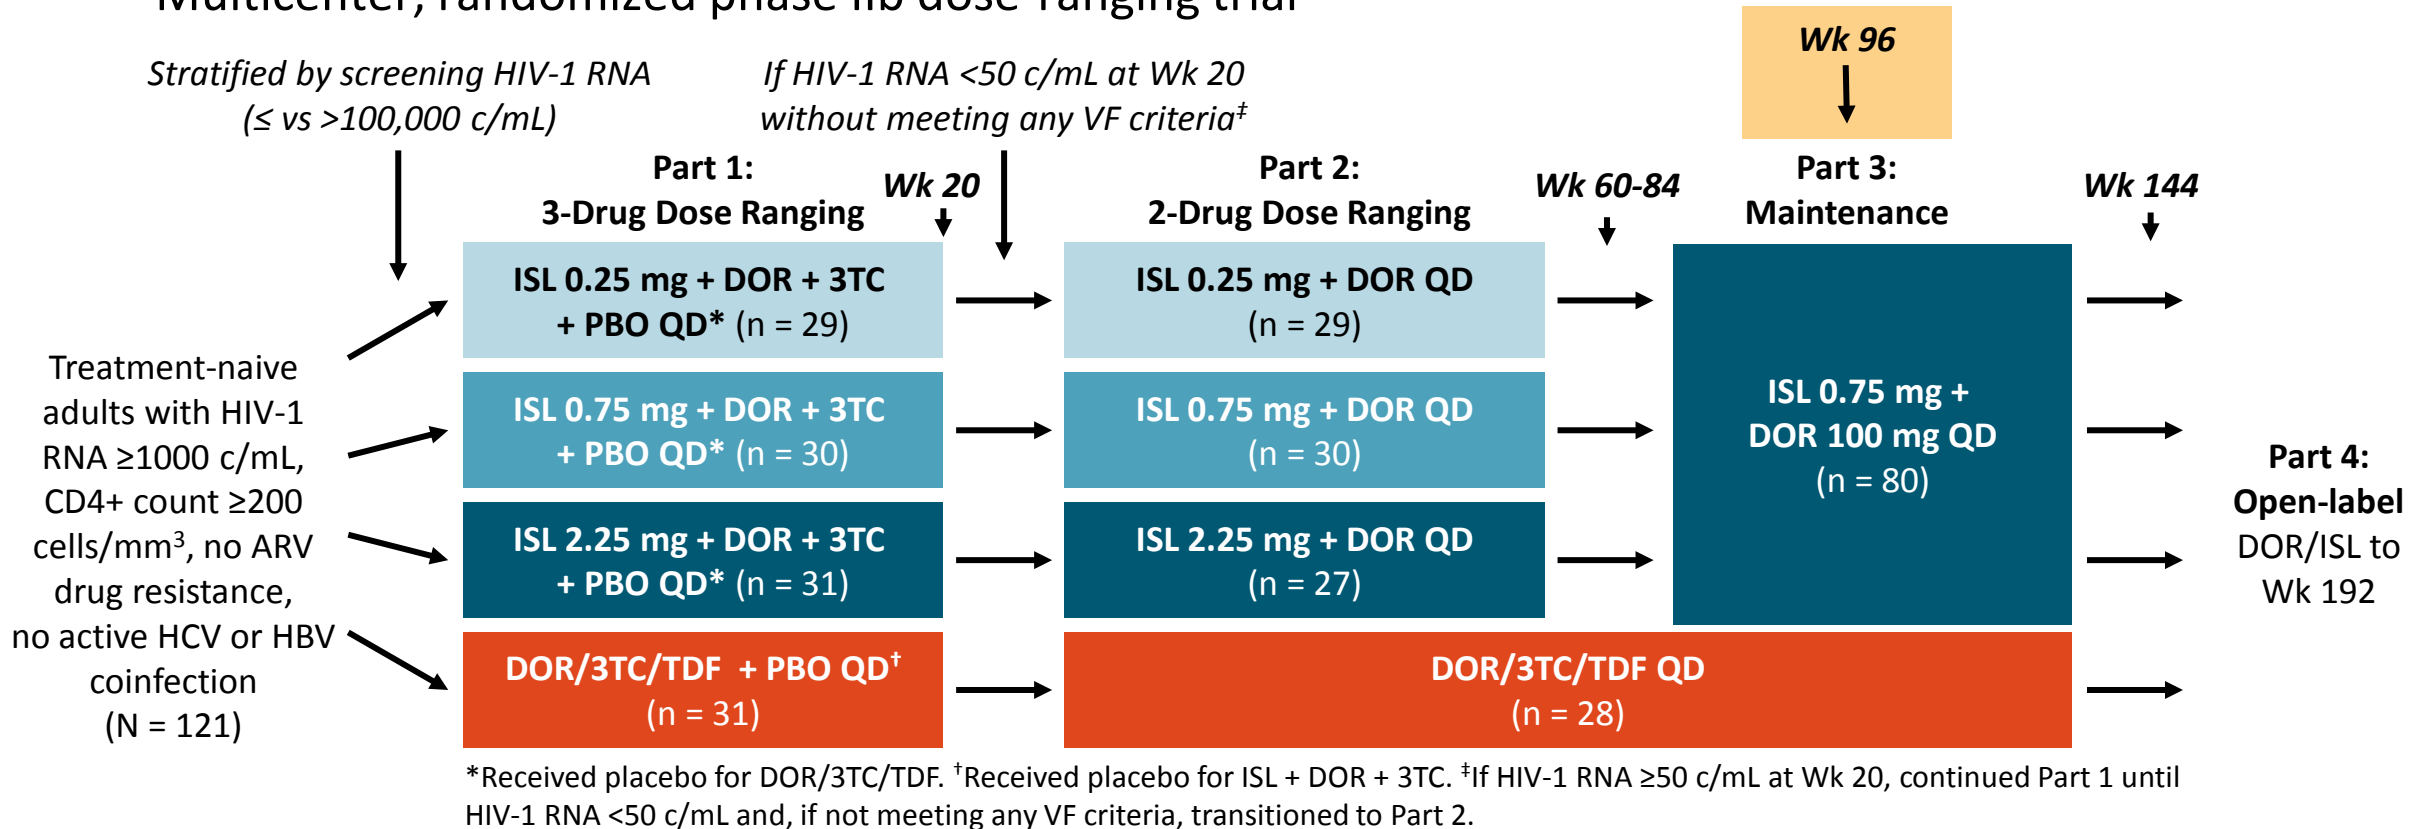 Multicenter, randomized phase IIb dose-ranging trial
Stratified by screening HIV-1 RNA
(≤ vs >100,000 c/mL)
If HIV-1 RNA <50 c/mL at Wk 20
without meeting any VF criteria‡
Wk 96
Part 1:
3-Drug Dose Ranging
Wk 20
Part 2:
2-Drug Dose Ranging
Wk 60-84
Part 3:
Maintenance
Wk 144
Treatment-naive
adults with HIV-1
RNA ≥1000 c/mL,
CD4+ count ≥200
cells/mm³, no ARV
drug resistance,
no active HCV or HBV
coinfection
(N = 121)
ISL 0.25 mg + DOR + 3TC
+ PBO QD* (n = 29)
ISL 0.75 mg + DOR + 3TC
+ PBO QD* (n = 30)
ISL 2.25 mg + DOR + 3TC
+ PBO QD* (n = 31)
DOR/3TC/TDF + PBO QD†
(n = 31)
ISL 0.25 mg + DOR QD
(n = 29)
ISL 0.75 mg + DOR QD
(n = 30)
ISL 2.25 mg + DOR QD
(n = 27)
DOR/3TC/TDF QD
(n = 28)
ISL 0.75 mg +
DOR 100 mg QD
(n = 80)
Part 4:
Open-label
DOR/ISL to
Wk 192
*Received placebo for DOR/3TC/TDF. †Received placebo for ISL + DOR + 3TC. ‡If HIV-1 RNA ≥50 c/mL at Wk 20, continued Part 1 until
HIV-1 RNA <50 c/mL and, if not meeting any VF criteria, transitioned to Part 2.